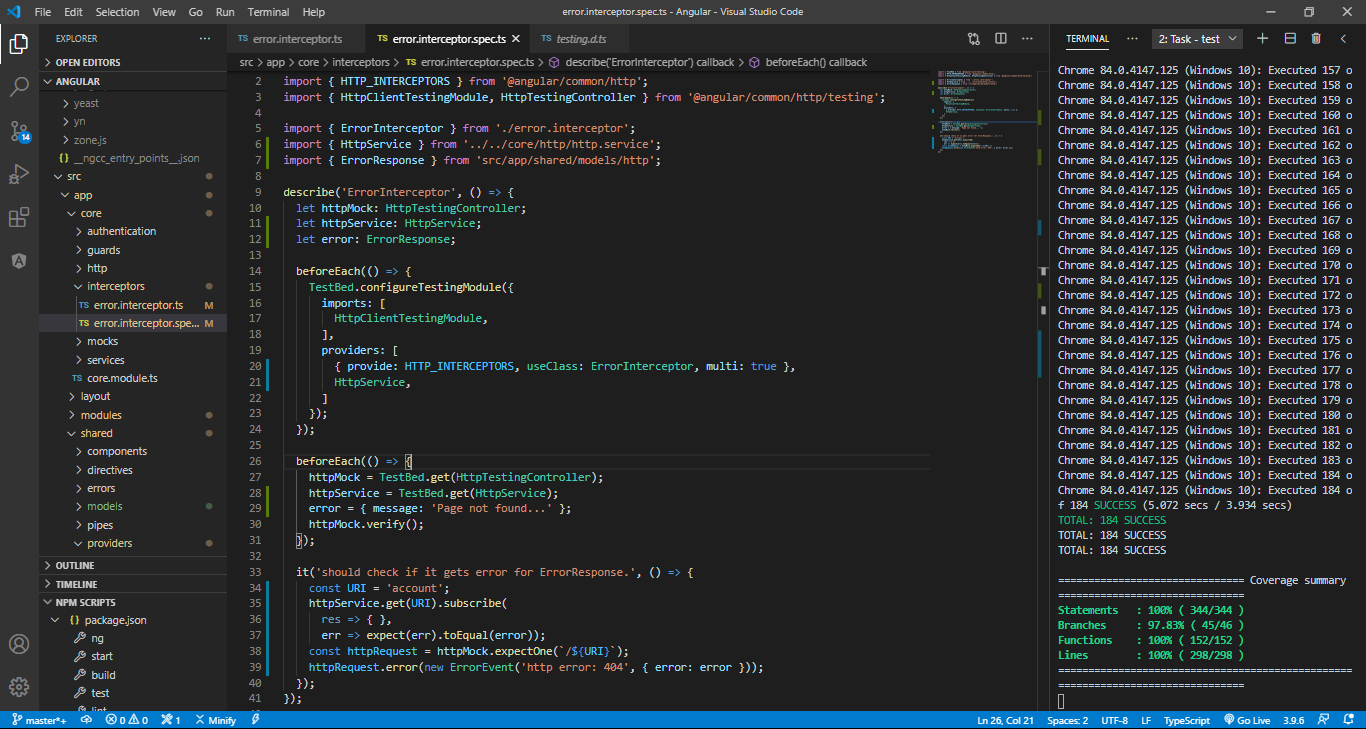 File Edit Selection View Go Run Terminal Help
error.interceptor.spec.ts - Angular - Visual Studio Code
EXPLORER
OPEN EDITORS
ANGULAR
yeast
yn
zone.js
{} __ngcc_entry_points__.json
src
app
core
authentication
guards
http
interceptors
TS error.interceptor.ts M
TS error.interceptor.spe... M
mocks
services
TS core.module.ts
layout
modules
shared
components
directives
errors
models
pipes
providers
OUTLINE
TIMELINE
NPM SCRIPTS
{} package.json
ng
start
build
test
lint
14
TS error.interceptor.ts
TS error.interceptor.spec.ts
TS testing.d.ts
src > app > core > interceptors > TS error.interceptor.spec.ts > describe('ErrorInterceptor') callback > beforeEach() callback
2 import { HTTP_INTERCEPTORS } from '@angular/common/http';
3 import { HttpClientTestingModule, HttpTestingController } from '@angular/common/http/testing';
4
5 import { ErrorInterceptor } from './error.interceptor';
6 import { HttpService } from '../../core/http/http.service';
7 import { ErrorResponse } from 'src/app/shared/models/http';
8
9 describe('ErrorInterceptor', () => {
10 let httpMock: HttpTestingController;
11 let httpService: HttpService;
12 let error: ErrorResponse;
13
14 beforeEach(() => {
15 TestBed.configureTestingModule({
16 imports: [
17 HttpClientTestingModule,
18 ],
19 providers: [
20 { provide: HTTP_INTERCEPTORS, useClass: ErrorInterceptor, multi: true },
21 HttpService,
22 ]
23 });
24 });
25
26 beforeEach(() => {
27 httpMock = TestBed.get(HttpTestingController);
28 httpService = TestBed.get(HttpService);
29 error = { message: 'Page not found...' };
30 httpMock.verify();
31 });
32
33 it('should check if it gets error for ErrorResponse.', () => {
34 const URI = 'account';
35 httpService.get(URI).subscribe(
36 res => { },
37 err => expect(err).toEqual(error));
38 const httpRequest = httpMock.expectOne(`/${URI}`);
39 httpRequest.error(new ErrorEvent('http error: 404', { error: error }));
40 });
41 });
TERMINAL
2: Task - test
Chrome 84.0.4147.125 (Windows 10): Executed 157 o
Chrome 84.0.4147.125 (Windows 10): Executed 158 o
Chrome 84.0.4147.125 (Windows 10): Executed 159 o
Chrome 84.0.4147.125 (Windows 10): Executed 160 o
Chrome 84.0.4147.125 (Windows 10): Executed 161 o
Chrome 84.0.4147.125 (Windows 10): Executed 162 o
Chrome 84.0.4147.125 (Windows 10): Executed 163 o
Chrome 84.0.4147.125 (Windows 10): Executed 164 o
Chrome 84.0.4147.125 (Windows 10): Executed 165 o
Chrome 84.0.4147.125 (Windows 10): Executed 166 o
Chrome 84.0.4147.125 (Windows 10): Executed 167 o
Chrome 84.0.4147.125 (Windows 10): Executed 168 o
Chrome 84.0.4147.125 (Windows 10): Executed 169 o
Chrome 84.0.4147.125 (Windows 10): Executed 170 o
Chrome 84.0.4147.125 (Windows 10): Executed 171 o
Chrome 84.0.4147.125 (Windows 10): Executed 172 o
Chrome 84.0.4147.125 (Windows 10): Executed 173 o
Chrome 84.0.4147.125 (Windows 10): Executed 174 o
Chrome 84.0.4147.125 (Windows 10): Executed 175 o
Chrome 84.0.4147.125 (Windows 10): Executed 176 o
Chrome 84.0.4147.125 (Windows 10): Executed 177 o
Chrome 84.0.4147.125 (Windows 10): Executed 178 o
Chrome 84.0.4147.125 (Windows 10): Executed 179 o
Chrome 84.0.4147.125 (Windows 10): Executed 180 o
Chrome 84.0.4147.125 (Windows 10): Executed 181 o
Chrome 84.0.4147.125 (Windows 10): Executed 182 o
Chrome 84.0.4147.125 (Windows 10): Executed 183 o
Chrome 84.0.4147.125 (Windows 10): Executed 184 o
Chrome 84.0.4147.125 (Windows 10): Executed 184 o
f 184 SUCCESS (5.072 secs / 3.934 secs)
TOTAL: 184 SUCCESS
TOTAL: 184 SUCCESS
TOTAL: 184 SUCCESS
=============================== Coverage summary
===============================
Statements : 100% ( 344/344 )
Branches : 97.83% ( 45/46 )
Functions : 100% ( 152/152 )
Lines : 100% ( 298/298 )
=================================================
===============================
master*+ 0 0 1 Minify
Ln 26, Col 21 Spaces: 2 UTF-8 LF TypeScript Go Live 3.9.6